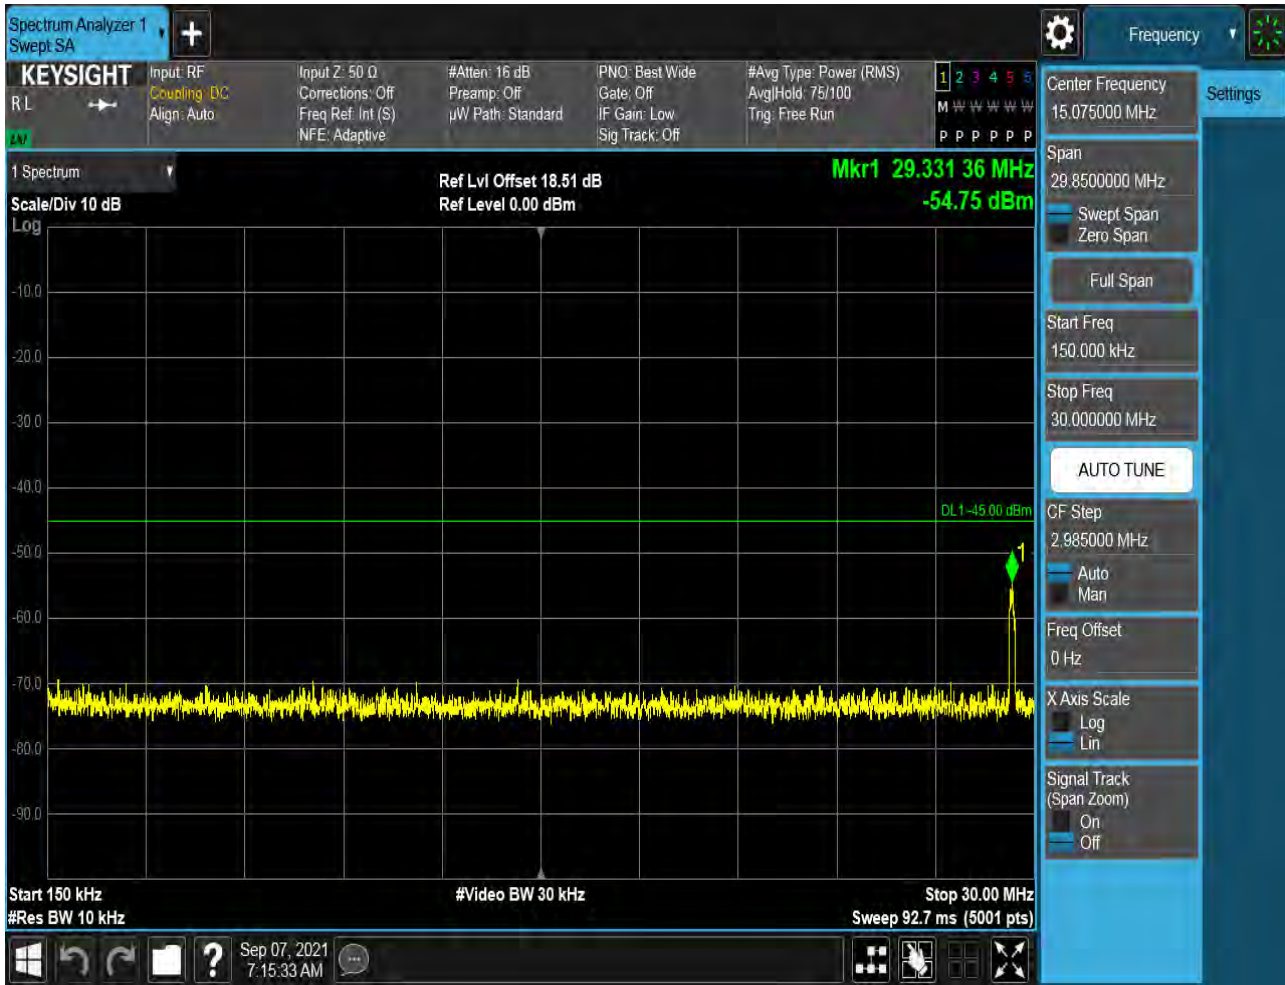 Spectrum Analyzer 1
Swept SA
+
Frequency
KEYSIGHT
R L
LNI
Input: RF
Coupling: DC
Align: Auto
Input Z: 50 Ω
Corrections: Off
Freq Ref: Int (S)
NFE: Adaptive
#Atten: 16 dB
Preamp: Off
µW Path: Standard
PNO: Best Wide
Gate: Off
IF Gain: Low
Sig Track: Off
#Avg Type: Power (RMS)
Avg|Hold: 75/100
Trig: Free Run
1 2 3 4 5 6
M W W W W W
P P P P P P
1 Spectrum
Scale/Div 10 dB
Log
Ref Lvl Offset 18.51 dB
Ref Level 0.00 dBm
Mkr1 29.331 36 MHz
-54.75 dBm
-10.0
-20.0
-30.0
-40.0
DL1 -45.00 dBm
-50.0
1
-60.0
-70.0
-80.0
-90.0
Start 150 kHz
#Res BW 10 kHz
#Video BW 30 kHz
Stop 30.00 MHz
Sweep 92.7 ms (5001 pts)
Center Frequency
15.075000 MHz
Settings
Span
29.8500000 MHz
Swept Span
Zero Span
Full Span
Start Freq
150.000 kHz
Stop Freq
30.000000 MHz
AUTO TUNE
CF Step
2.985000 MHz
Auto
Man
Freq Offset
0 Hz
X Axis Scale
Log
Lin
Signal Track
(Span Zoom)
On
Off
?
Sep 07, 2021
7:15:33 AM